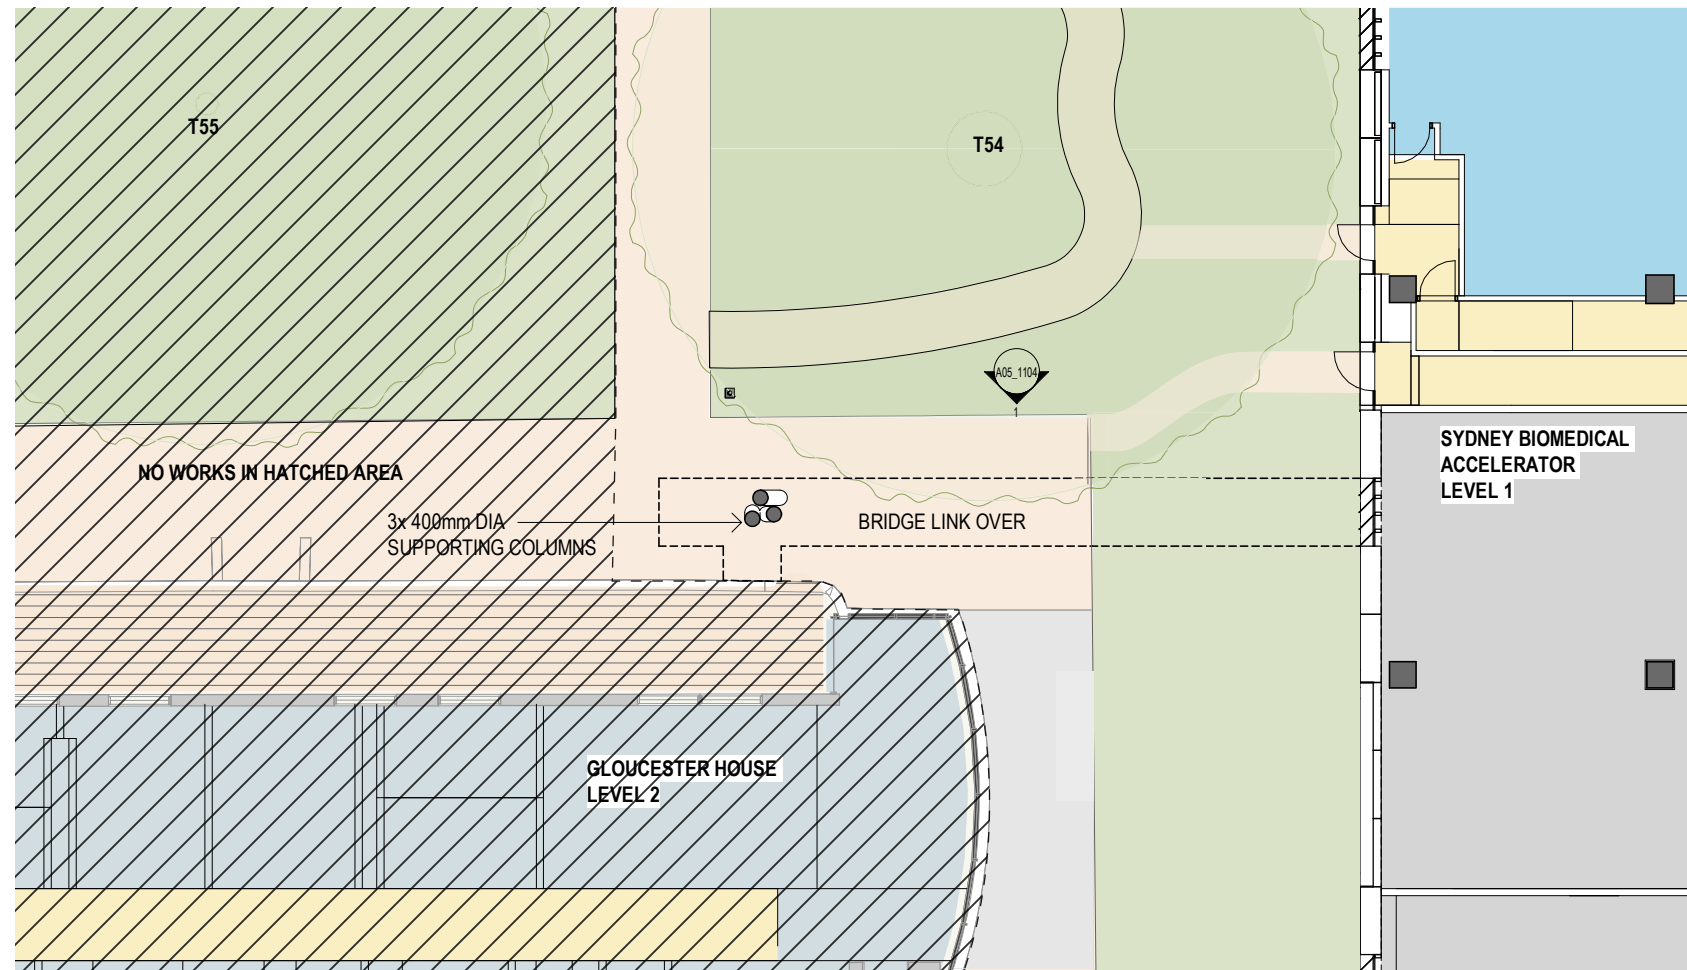 T55
T54
A05_1104
1
SYDNEY BIOMEDICAL
ACCELERATOR
LEVEL 1
NO WORKS IN HATCHED AREA
3x 400mm DIA
SUPPORTING COLUMNS
BRIDGE LINK OVER
GLOUCESTER HOUSE
LEVEL 2